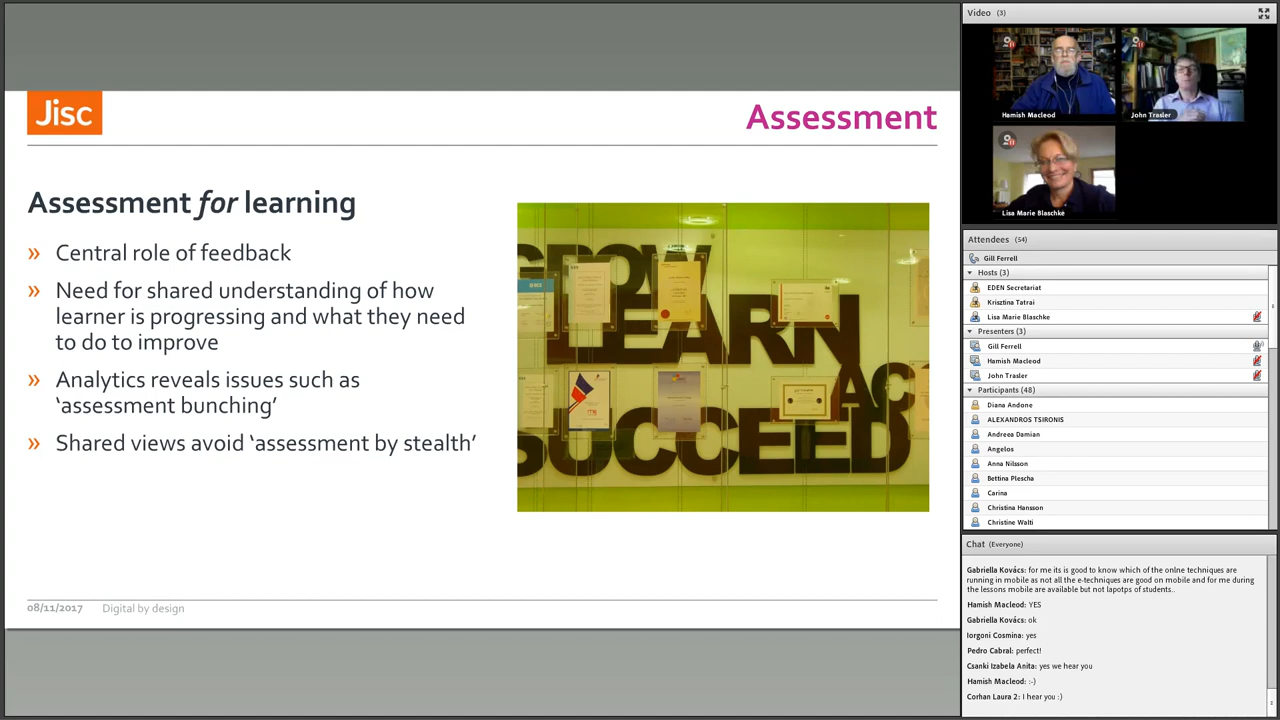 Jisc
Assessment
Assessment for learning
» Central role of feedback
» Need for shared understanding of how
learner is progressing and what they need
to do to improve
» Analytics reveals issues such as
‘assessment bunching’
» Shared views avoid ‘assessment by stealth’
GROW
LEARN
AC
SUCCEED
08/11/2017 Digital by design
Video (3)
Hamish Macleod
John Trasler
Lisa Marie Blaschke
Attendees (54)
Gill Ferrell
Hosts (3)
EDEN Secretariat
Krisztina Tatrai
Lisa Marie Blaschke
Presenters (3)
Gill Ferrell
Hamish Macleod
John Trasler
Participants (48)
Diana Andone
ALEXANDROS TSIRONIS
Andreea Damian
Angelos
Anna Nilsson
Bettina Plescha
Carina
Christina Hansson
Christine Walti
Chat (Everyone)
Gabriella Kovács: for me its is good to know which of the onlne techniques are
running in mobile as not all the e-techniques are good on mobile and for me during
the lessons mobile are available but not lapotps of students..
Hamish Macleod: YES
Gabriella Kovács: ok
Iorgoni Cosmina: yes
Pedro Cabral: perfect!
Csanki Izabela Anita: yes we hear you
Hamish Macleod: :-)
Corhan Laura 2: I hear you :)